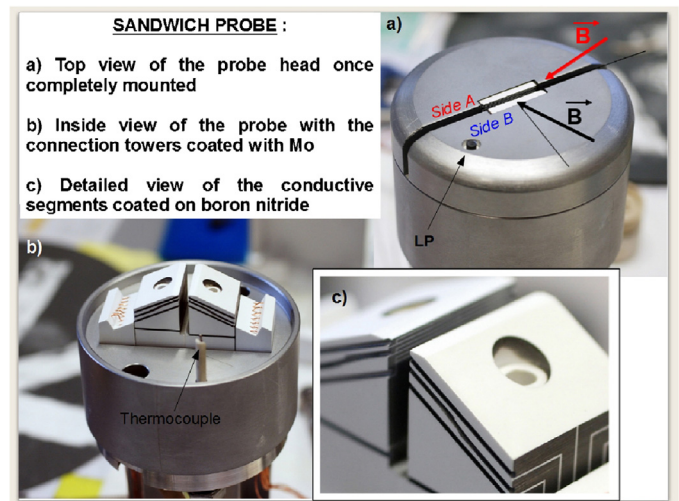 SANDWICH PROBE :
a) Top view of the probe head once
completely mounted
b) Inside view of the probe with the
connection towers coated with Mo
c) Detailed view of the conductive
segments coated on boron nitride
a)
B
Side A
Side B
B
LP
b)
Thermocouple
c)